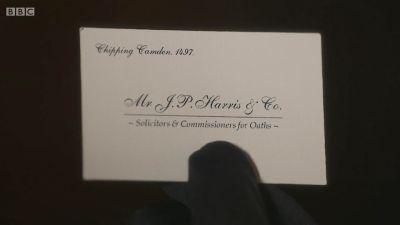 BBC
Chipping Camden. 1497.
Mr J.P. Harris & Co.
~ Solicitors & Commissioners for Oaths ~